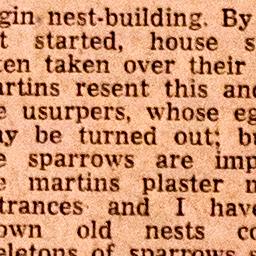 gin nest-building. By
t started, house s
ten taken over their
artins resent this and
e usurpers, whose eg
ay be turned out; bu
e sparrows are imp
e martins plaster m
trances and I have
own old nests co
eletons of sparrows s